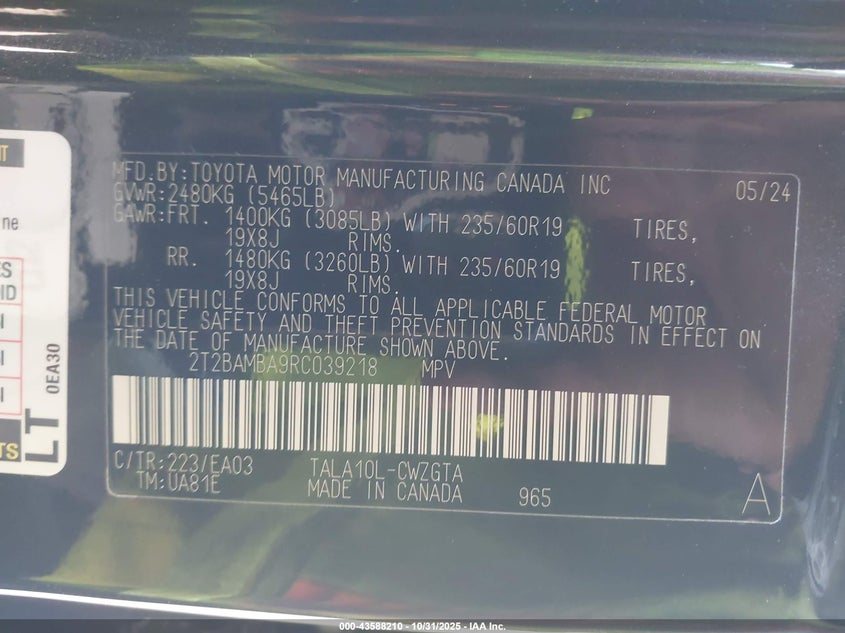 MFD.BY:TOYOTA MOTOR MANUFACTURING CANADA INC 05/24
GVWR:2480KG (5465LB)
GAWR:FRT. 1400KG (3085LB) WITH 235/60R19 TIRES,
19X8J RIMS.
RR. 1480KG (3260LB) WITH 235/60R19 TIRES,
19X8J RIMS.
THIS VEHICLE CONFORMS TO ALL APPLICABLE FEDERAL MOTOR
VEHICLE SAFETY AND THEFT PREVENTION STANDARDS IN EFFECT ON
THE DATE OF MANUFACTURE SHOWN ABOVE.
2T2BAMBA9RC039218 MPV
C/TR:223/EA03 TALA10L-CWZGTA
TM:UA81E MADE IN CANADA 965
A
ne
ID
LT
0EA30
TS
000-43588210 - 10/31/2025 - IAA Inc.